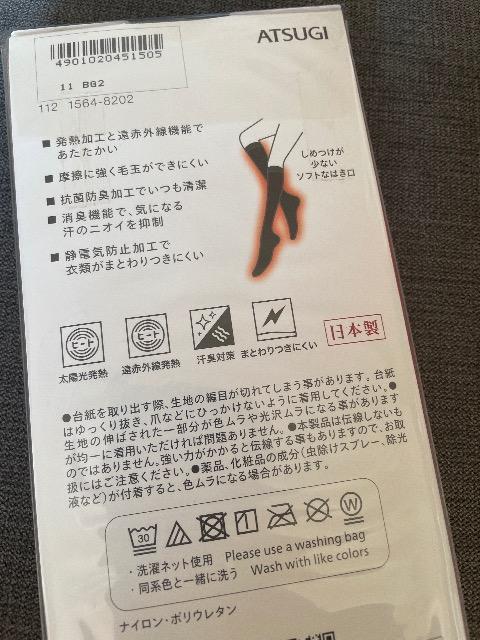 ATSUGI
4901020451505
11 BG2
112 1564-8202
■ 発熱加工と遠赤外線機能で
あたたかい
■ 摩擦に強く毛玉ができにくい
■ 抗菌防臭加工でいつも清潔
■ 消臭機能で、気になる
汗のニオイを抑制
■ 静電気防止加工で
衣類がまとわりつきにくい
しめつけが
少ない
ソフトなはき口
ヒート
ヒート
太陽光発熱
遠赤外線発熱
汗臭対策
まとわりつきにくい
日本製
●台紙を取り出す際、生地の編目が切れてしまう事があります。台紙
はゆっくり抜き、爪などにひっかけないように着用してください。●
生地の伸ばされた一部分が色ムラや光沢ムラになる事があります
が均一に着用いただければ問題ありません。●本製品は伝線しないも
のではありません。強い力がかかると伝線する事もありますので、お取
扱にはご注意ください。●薬品、化粧品の成分(虫除けスプレー、除光
液など)が付着すると、色ムラになる場合があります。
30
W
・洗濯ネット使用 Please use a washing bag
・同系色と一緒に洗う Wash with like colors
ナイロン・ポリウレタン